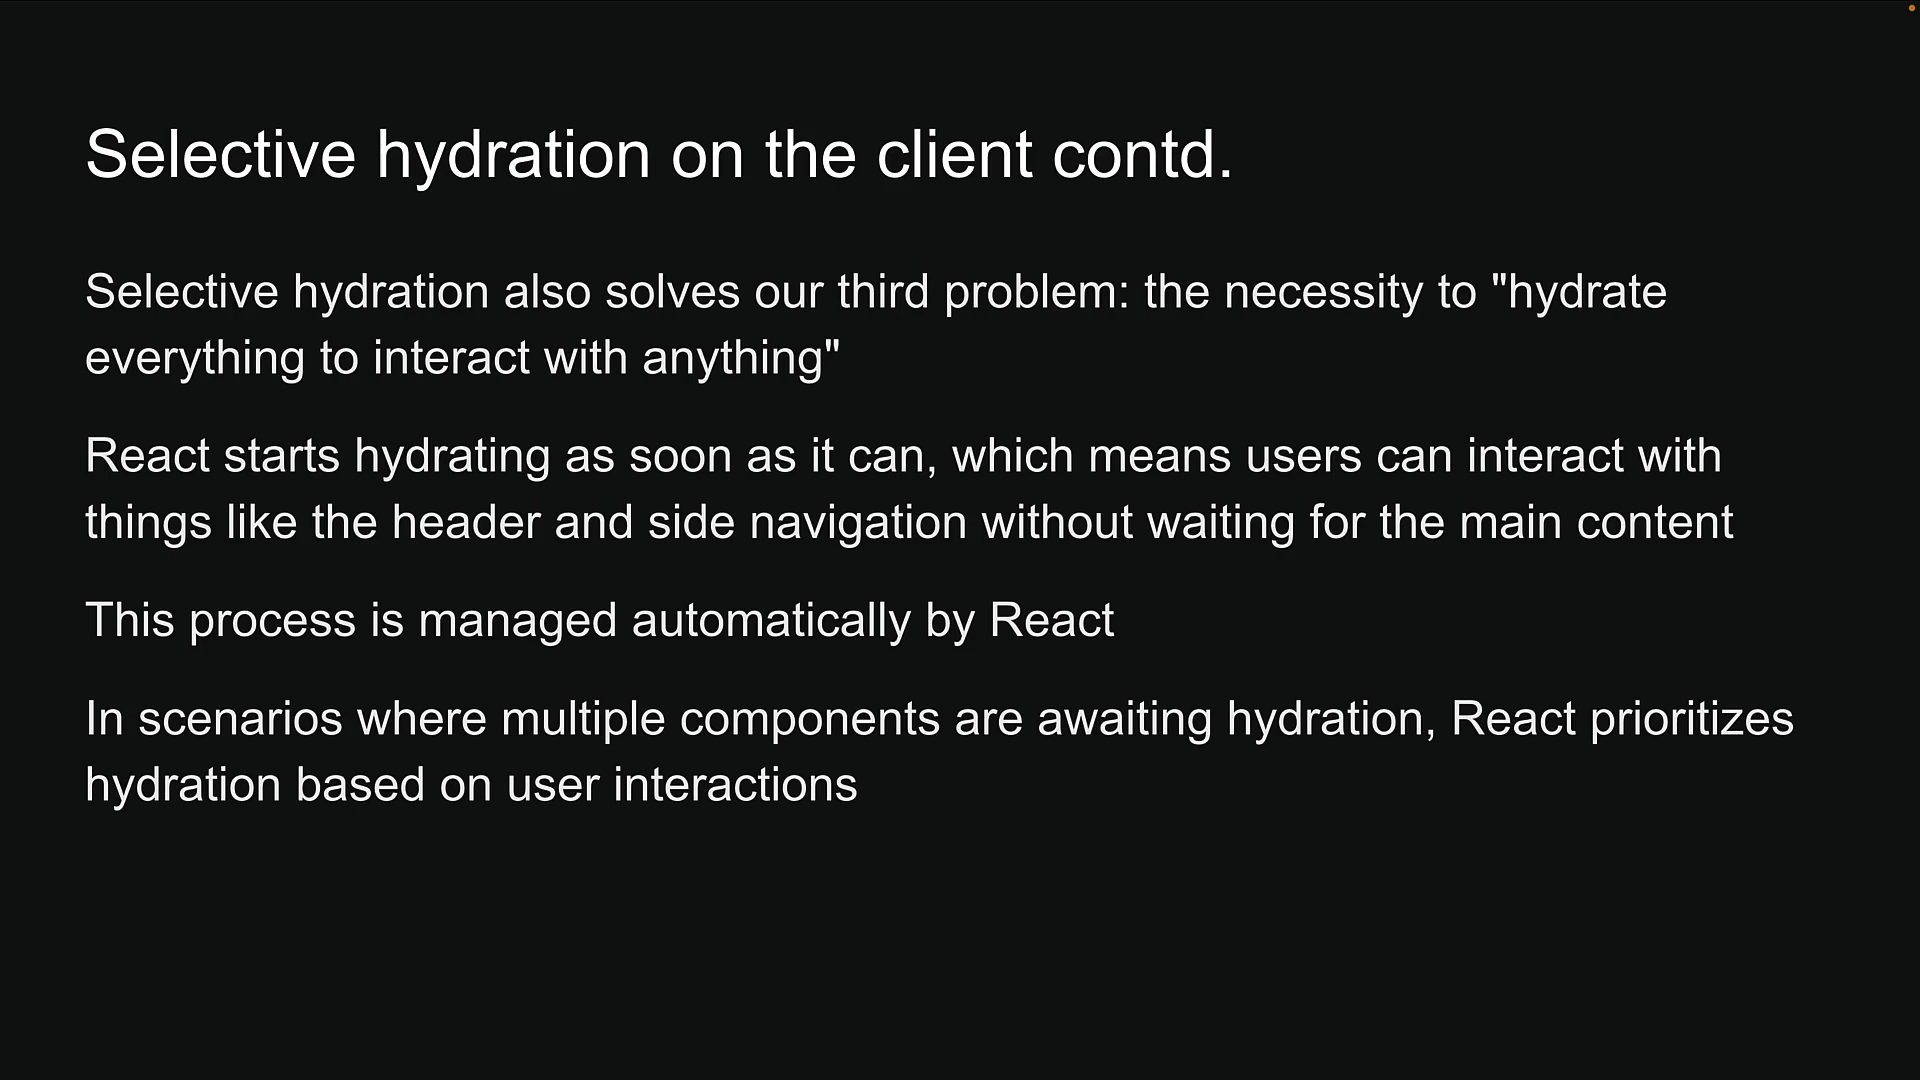 Selective hydration on the client contd.
Selective hydration also solves our third problem: the necessity to "hydrate
everything to interact with anything"
React starts hydrating as soon as it can, which means users can interact with
things like the header and side navigation without waiting for the main content
This process is managed automatically by React
In scenarios where multiple components are awaiting hydration, React prioritizes
hydration based on user interactions